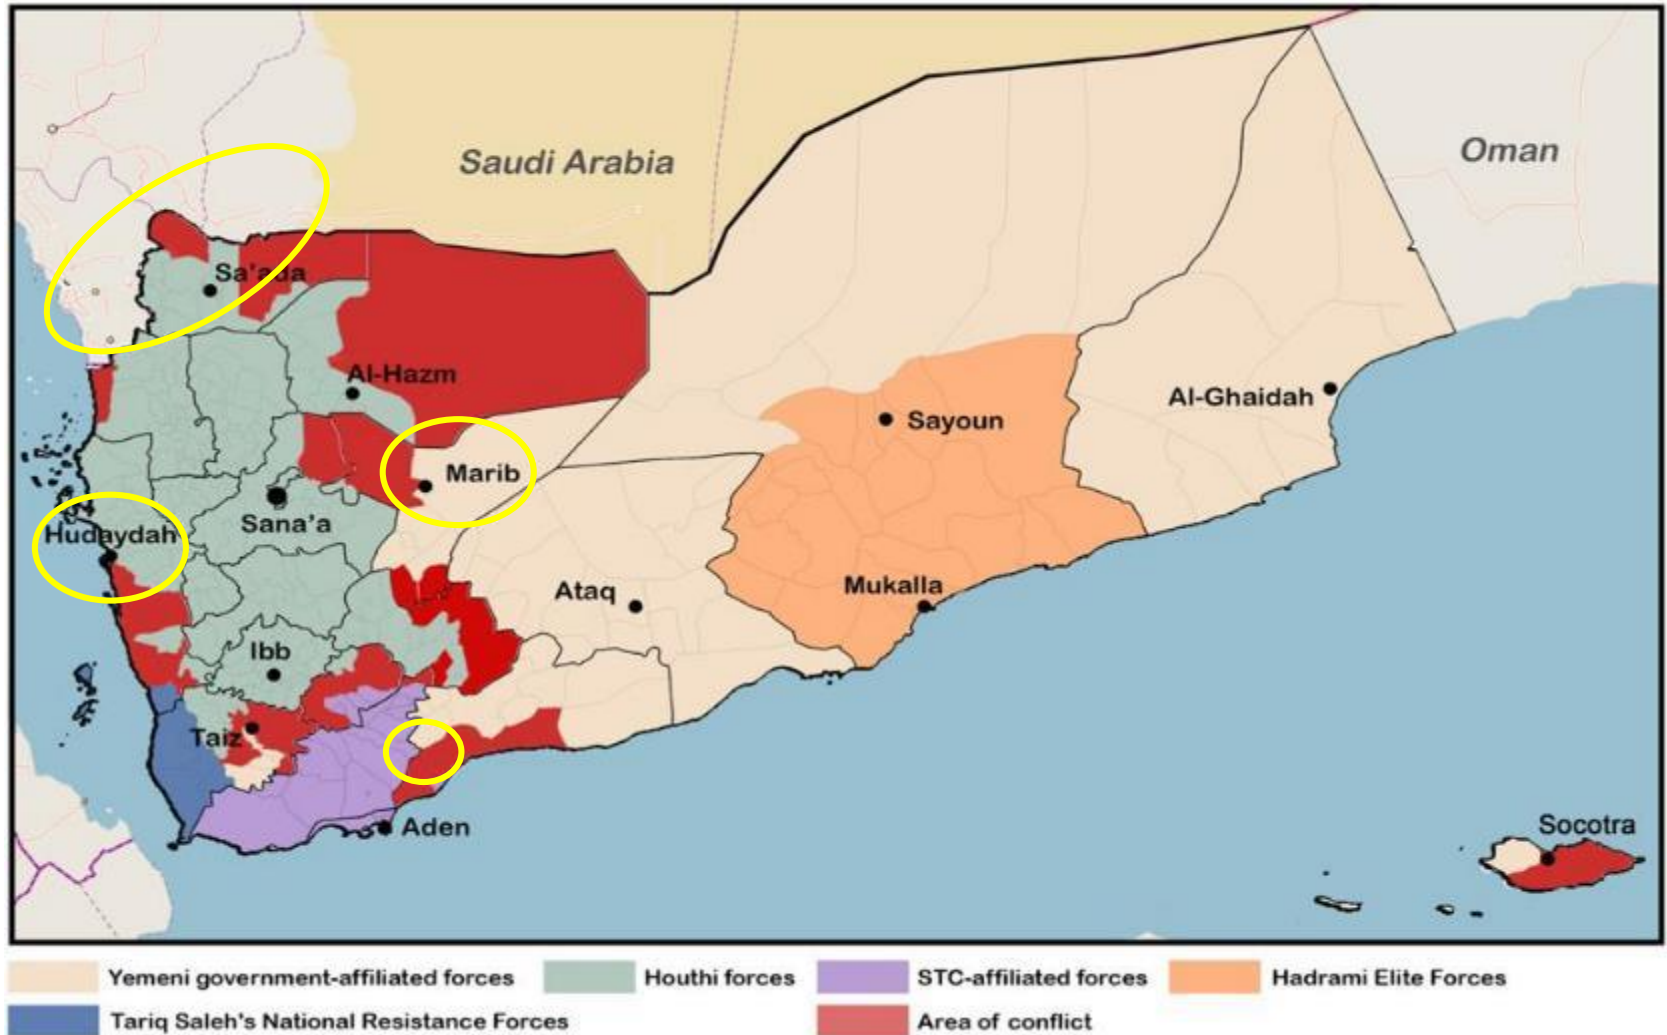 Saudi Arabia
Oman
Sa'ada
Al-Hazm
Al-Ghaidah
Sayoun
Marib
Sana'a
Hudaydah
Ataq
Mukalla
Ibb
Taiz
Aden
Socotra
Yemeni government-affiliated forces
Houthi forces
STC-affiliated forces
Hadrami Elite Forces
Tariq Saleh's National Resistance Forces
Area of conflict